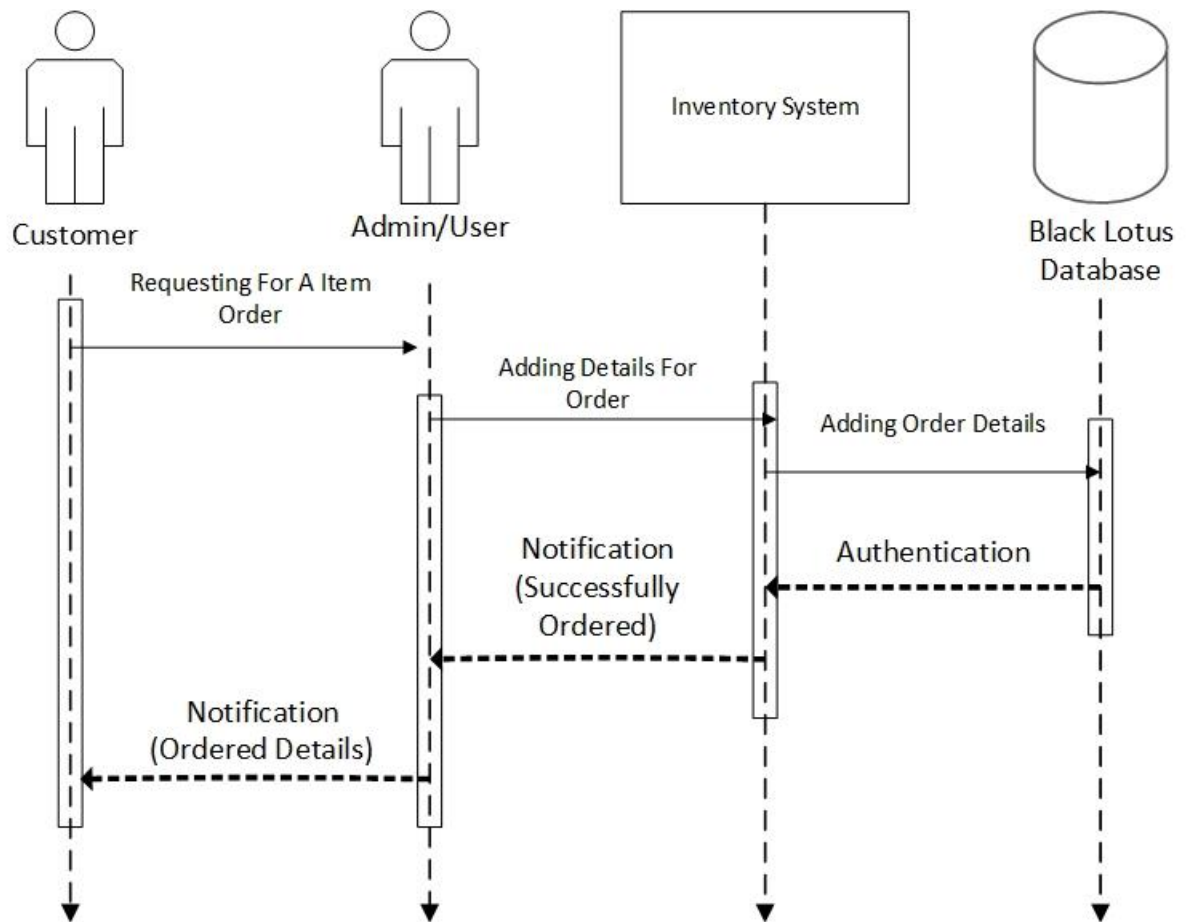 Inventory System
Customer
Admin/User
Black Lotus
Database
Requesting For A Item
Order
Adding Details For
Order
Adding Order Details
Authentication
Notification
(Successfully
Ordered)
Notification
(Ordered Details)